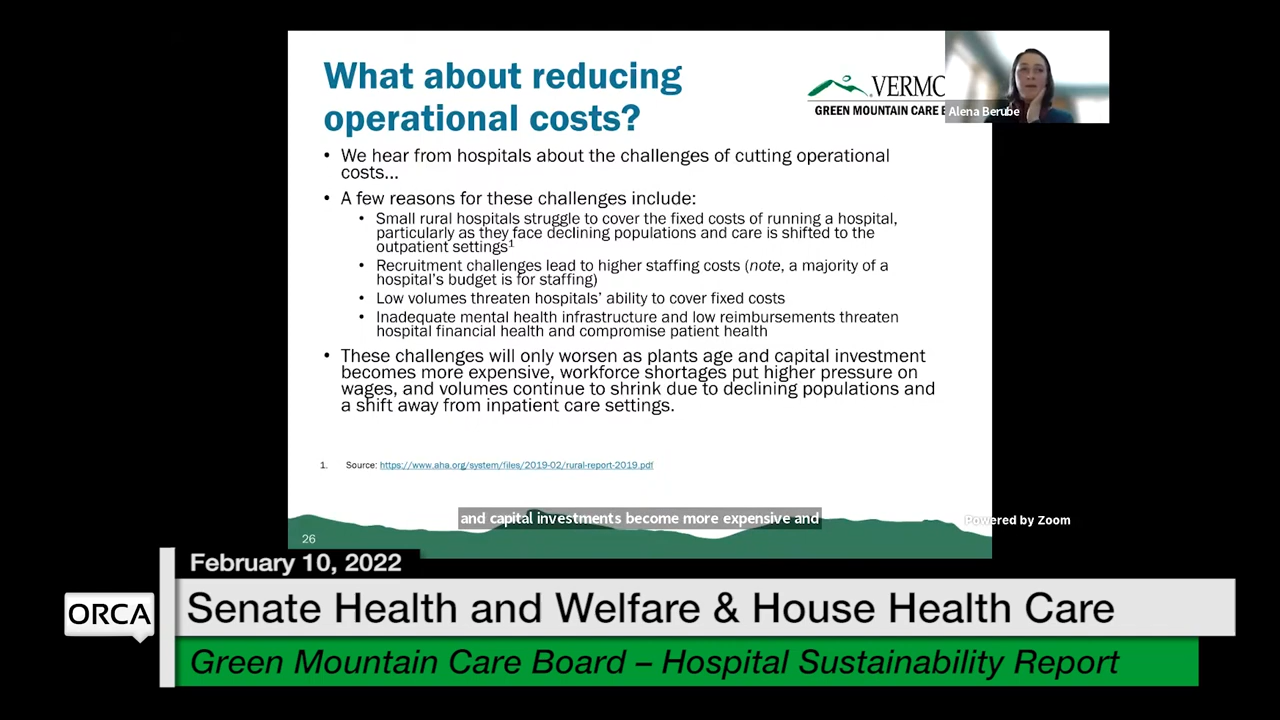 What about reducing
operational costs?
VERMO
GREEN MOUNTAIN CARE B
Alena Berube
• We hear from hospitals about the challenges of cutting operational
costs...
• A few reasons for these challenges include:
• Small rural hospitals struggle to cover the fixed costs of running a hospital,
particularly as they face declining populations and care is shifted to the
outpatient settings¹
• Recruitment challenges lead to higher staffing costs (note, a majority of a
hospital's budget is for staffing)
• Low volumes threaten hospitals' ability to cover fixed costs
• Inadequate mental health infrastructure and low reimbursements threaten
hospital financial health and compromise patient health
• These challenges will only worsen as plants age and capital investment
becomes more expensive, workforce shortages put higher pressure on
wages, and volumes continue to shrink due to declining populations and
a shift away from inpatient care settings.
1. Source: https://www.aha.org/system/files/2019-02/rural-report-2019.pdf
and capital investments become more expensive and
Powered by Zoom
26
February 10, 2022
ORCA
Senate Health and Welfare & House Health Care
Green Mountain Care Board – Hospital Sustainability Report